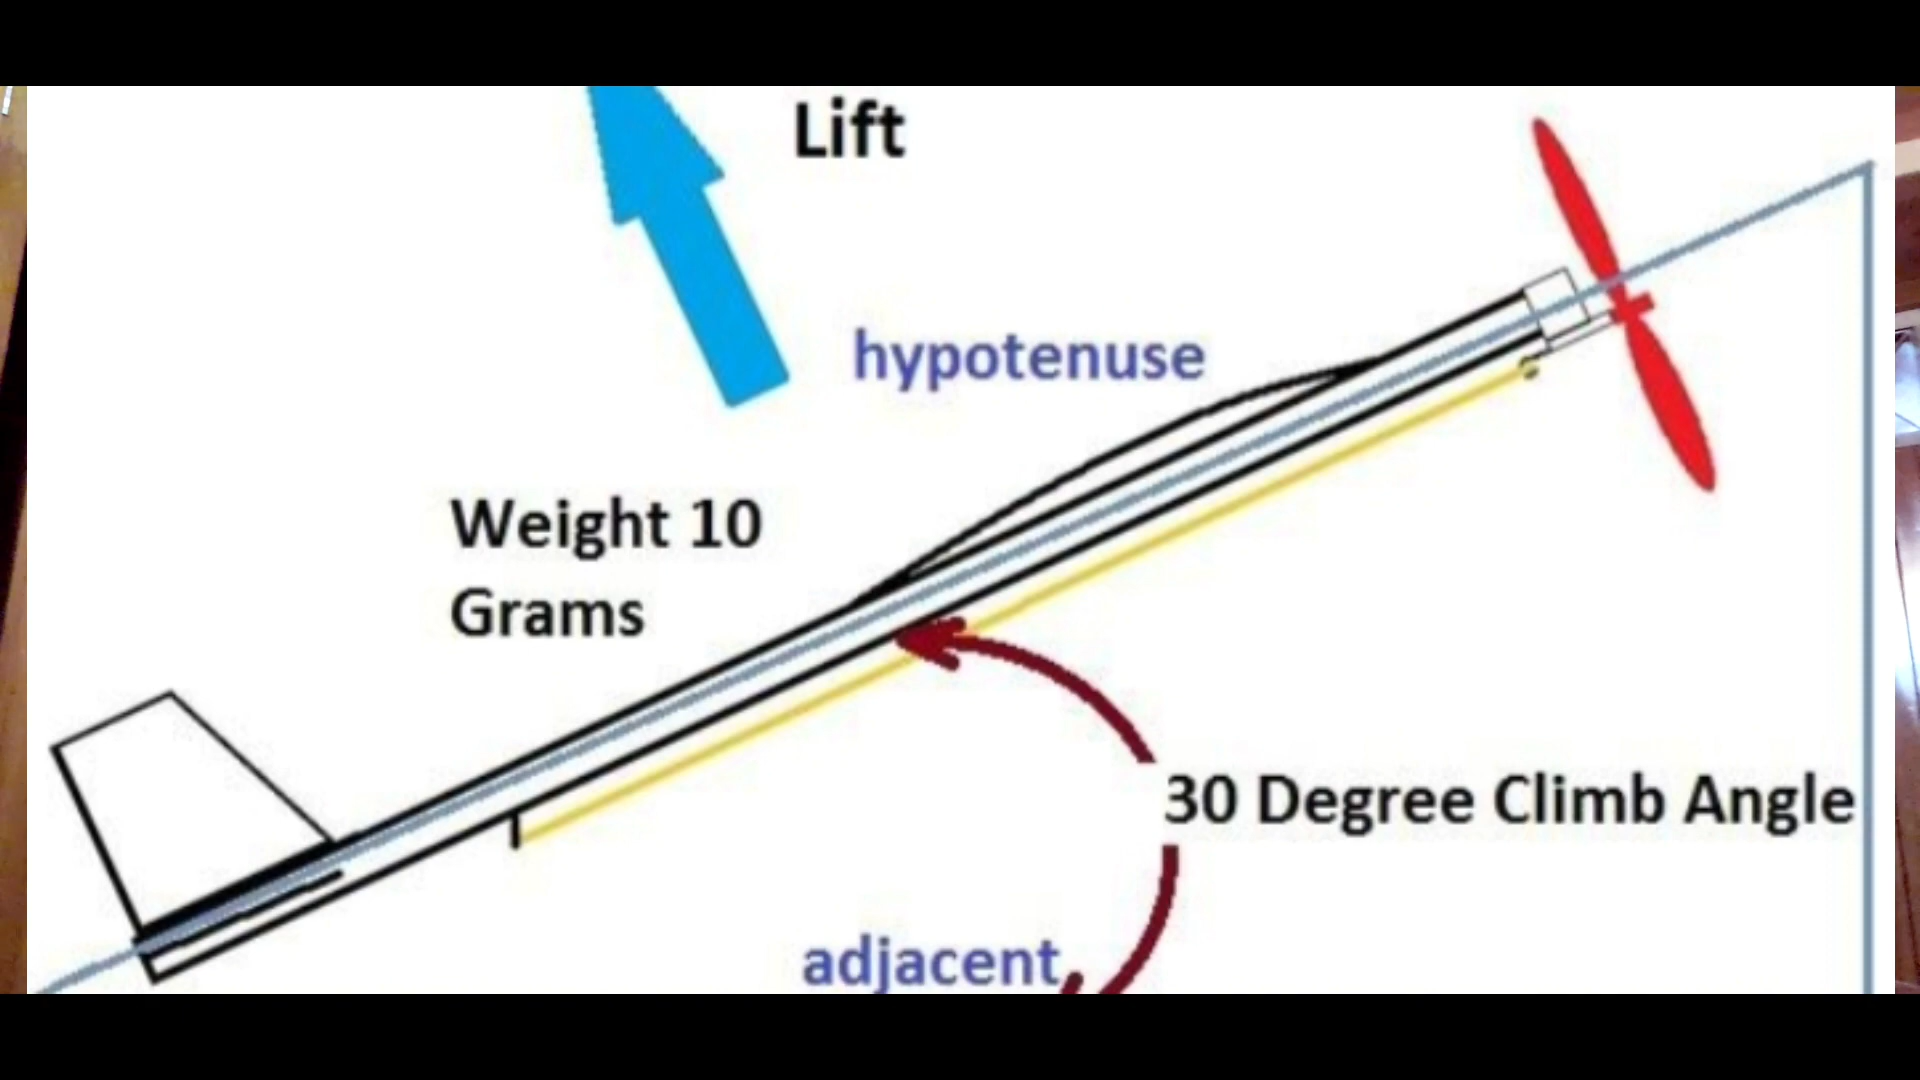 Lift
hypotenuse
Weight 10
Grams
30 Degree Climb Angle
adjacent